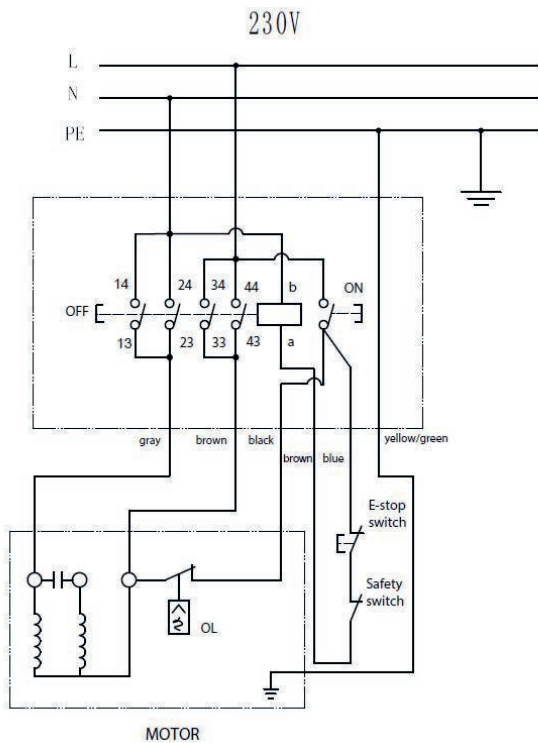 230V
L
N
PE
14 24 34 44 b ON
OFF
13 23 33 43 a
gray brown black brown blue yellow/green
E-stop
switch
Safety
switch
OL
MOTOR